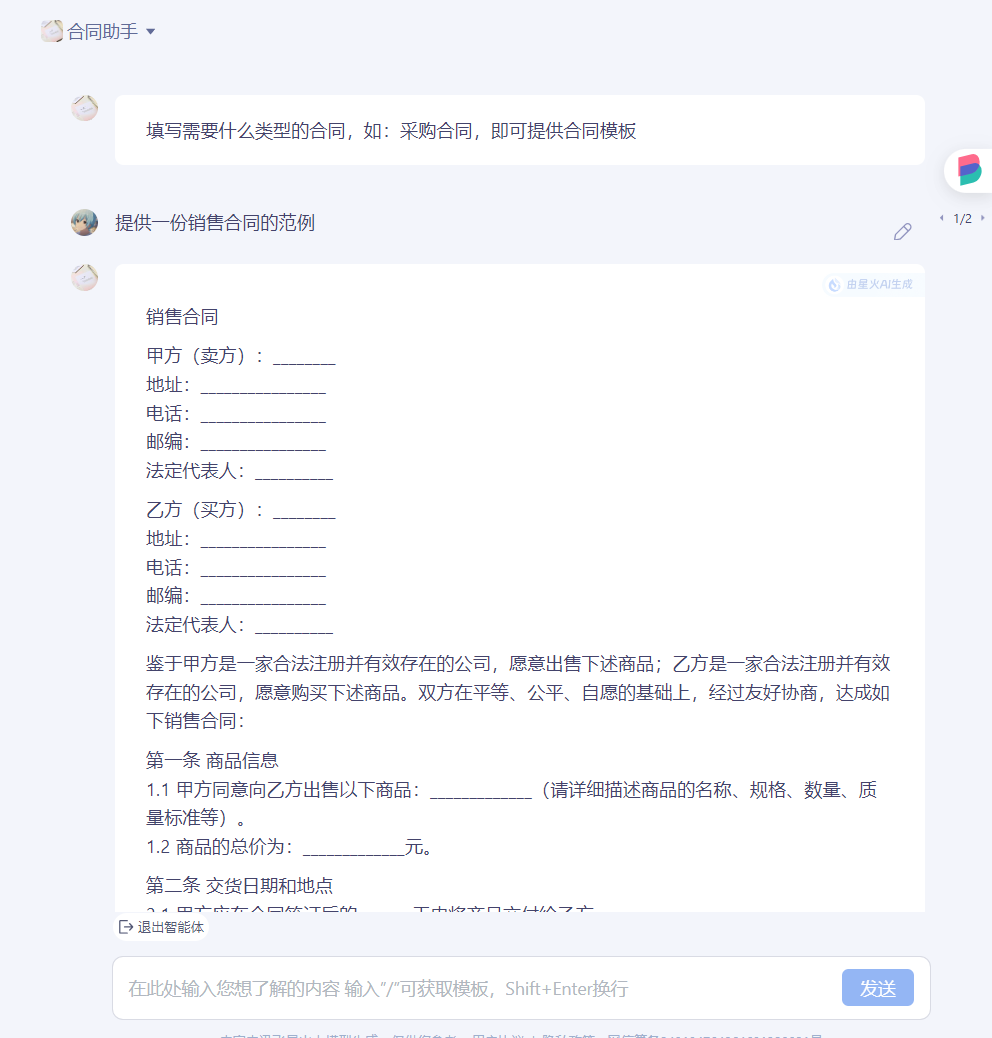 合同助手
填写需要什么类型的合同，如：采购合同，即可提供合同模板
提供一份销售合同的范例
1/2
由星火AI生成
销售合同
甲方（卖方）：________
地址：________________
电话：________________
邮编：________________
法定代表人：__________
乙方（买方）：________
地址：________________
电话：________________
邮编：________________
法定代表人：__________
鉴于甲方是一家合法注册并有效存在的公司，愿意出售下述商品；乙方是一家合法注册并有效
存在的公司，愿意购买下述商品。双方在平等、公平、自愿的基础上，经过友好协商，达成如
下销售合同：
第一条 商品信息
1.1 甲方同意向乙方出售以下商品：_____________（请详细描述商品的名称、规格、数量、质
量标准等）。
1.2 商品的总价为：_____________元。
第二条 交货日期和地点
退出智能体
在此处输入您想了解的内容 输入“/”可获取模板，Shift+Enter换行
发送